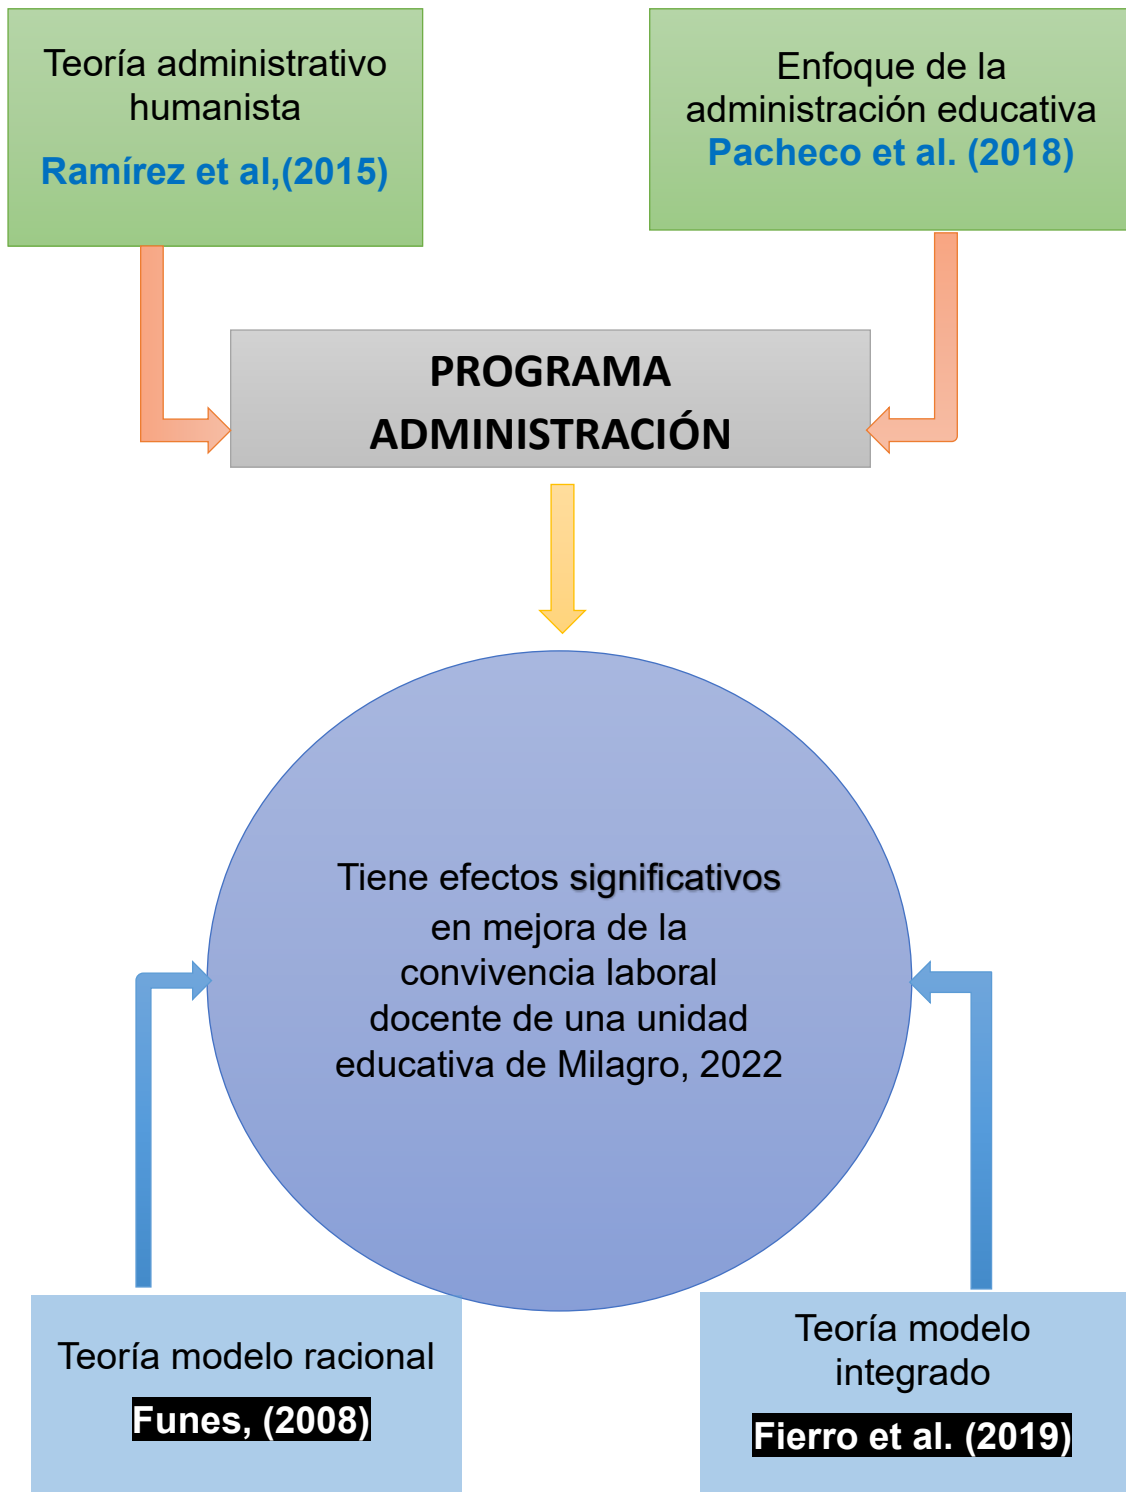 Teoría administrativo
humanista
Ramírez et al,(2015)
Enfoque de la
administración educativa
Pacheco et al. (2018)
PROGRAMA
ADMINISTRACIÓN
Tiene efectos significativos
en mejora de la
convivencia laboral
docente de una unidad
educativa de Milagro, 2022
Teoría modelo racional
Funes, (2008)
Teoría modelo
integrado
Fierro et al. (2019)